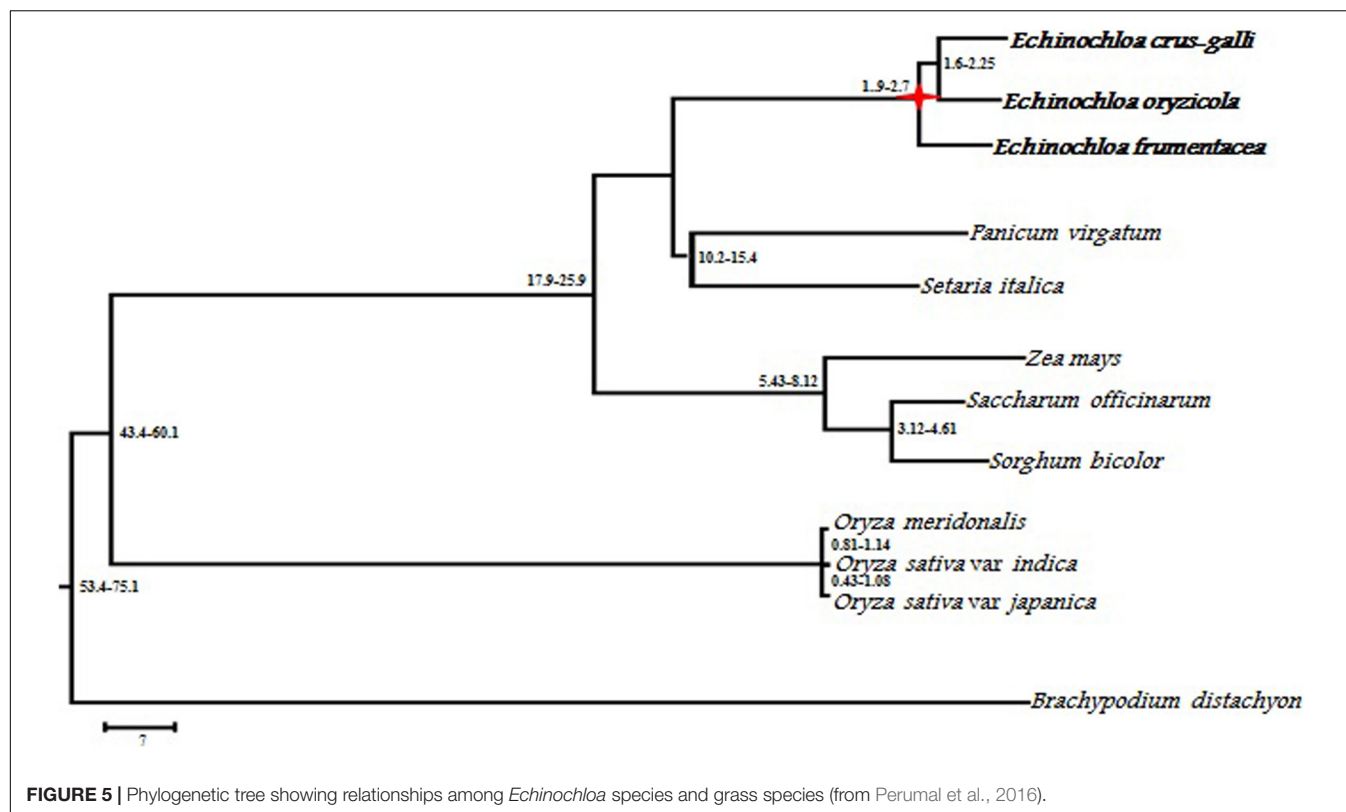 Echinochloa crus-galli
1.6-2.25
1..9-2.7
Echinochloa oryzicola
Echinochloa frumentacea
Panicum virgatum
10.2-15.4
17.9-25.9
Setaria italica
Zea mays
5.43-8.12
Saccharum officinarum
43.4-60.1
3.12-4.61
Sorghum bicolor
Oryza meridonalis
0.81-1.14
Oryza sativa var indica
0.43-1.08
53.4-75.1
Oryza sativa var japanica
Brachypodium distachyon
7
FIGURE 5 | Phylogenetic tree showing relationships among Echinochloa species and grass species (from Perumal et al., 2016).